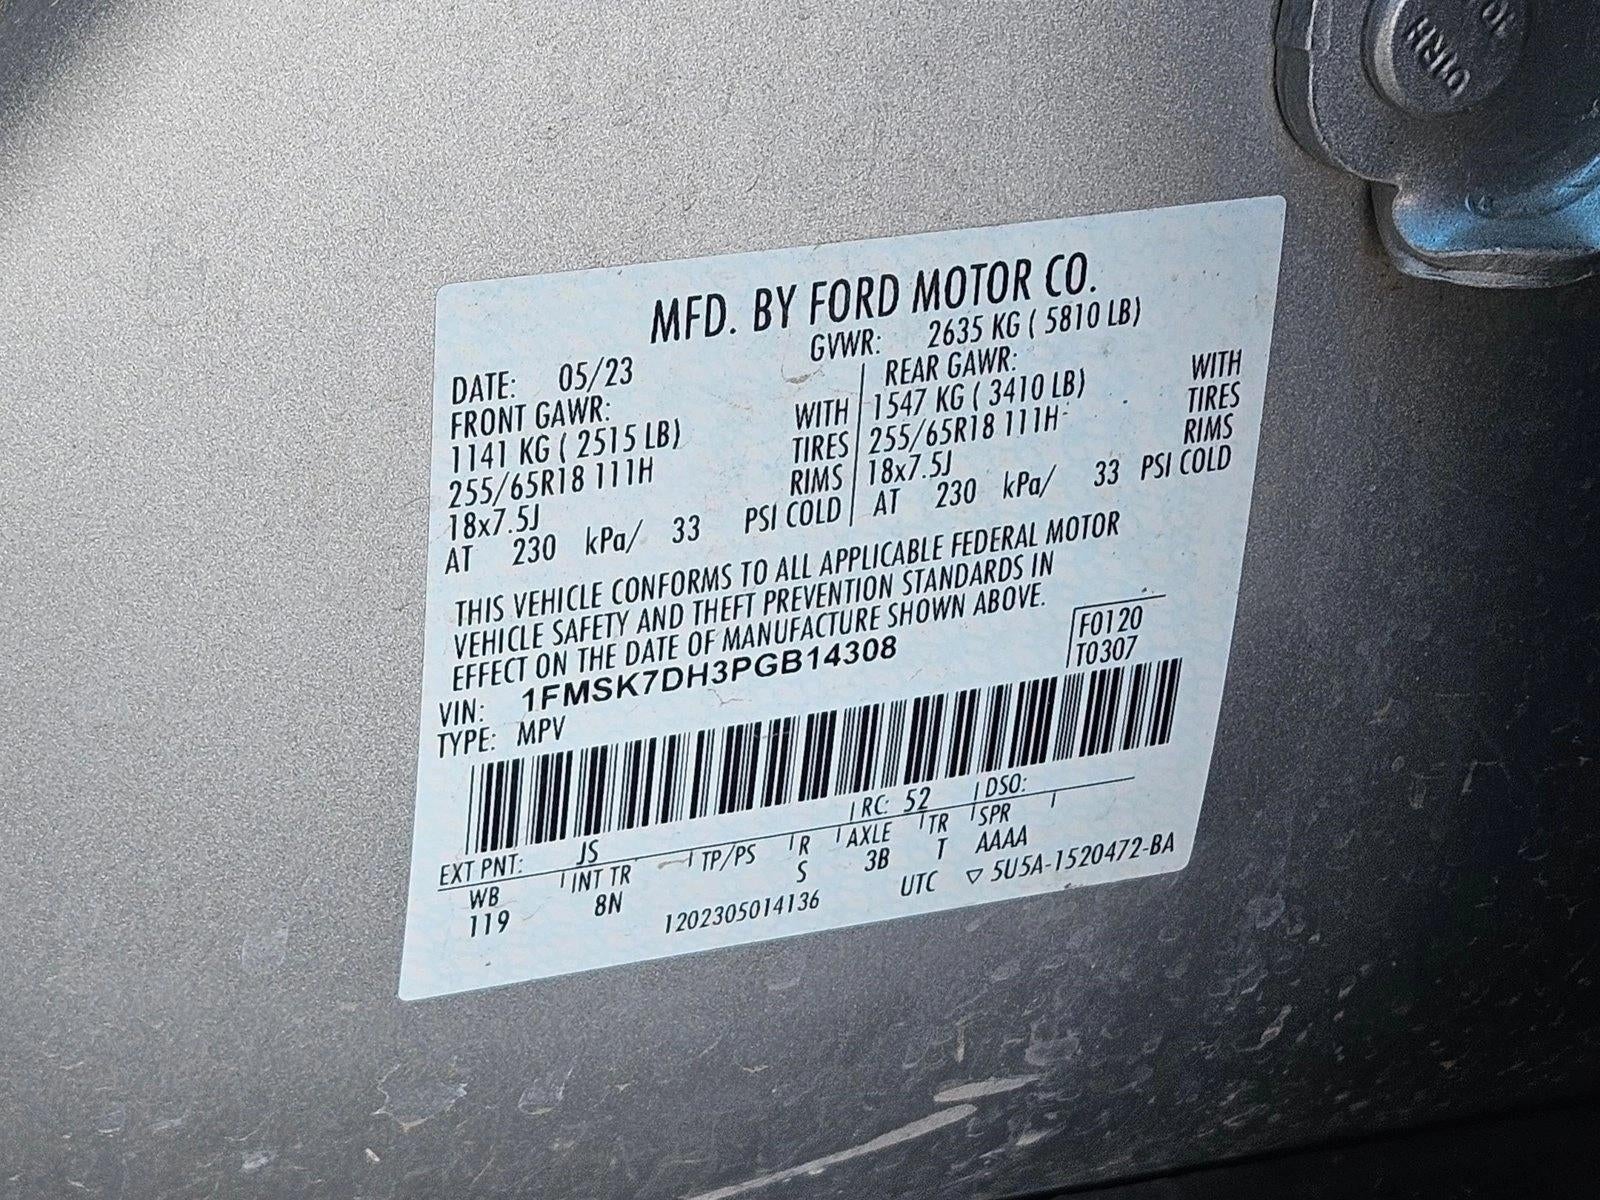 01RH
MFD. BY FORD MOTOR CO.
DATE: 05/23 GVWR: 2635 KG ( 5810 LB)
FRONT GAWR: REAR GAWR:
1141 KG ( 2515 LB) WITH 1547 KG ( 3410 LB) WITH
255/65R18 111H TIRES 255/65R18 111H TIRES
18x7.5J RIMS 18x7.5J RIMS
AT 230 kPa/ 33 PSI COLD AT 230 kPa/ 33 PSI COLD
THIS VEHICLE CONFORMS TO ALL APPLICABLE FEDERAL MOTOR
VEHICLE SAFETY AND THEFT PREVENTION STANDARDS IN
EFFECT ON THE DATE OF MANUFACTURE SHOWN ABOVE.
F0120
T0307
VIN: 1FMSK7DH3PGB14308
TYPE: MPV
EXT PNT: JS RC: 52 DSO:
WB INT TR TP/PS R AXLE TR SPR
119 8N S 3B T AAAA
1202305014136 UTC ▽ 5U5A-1520472-BA